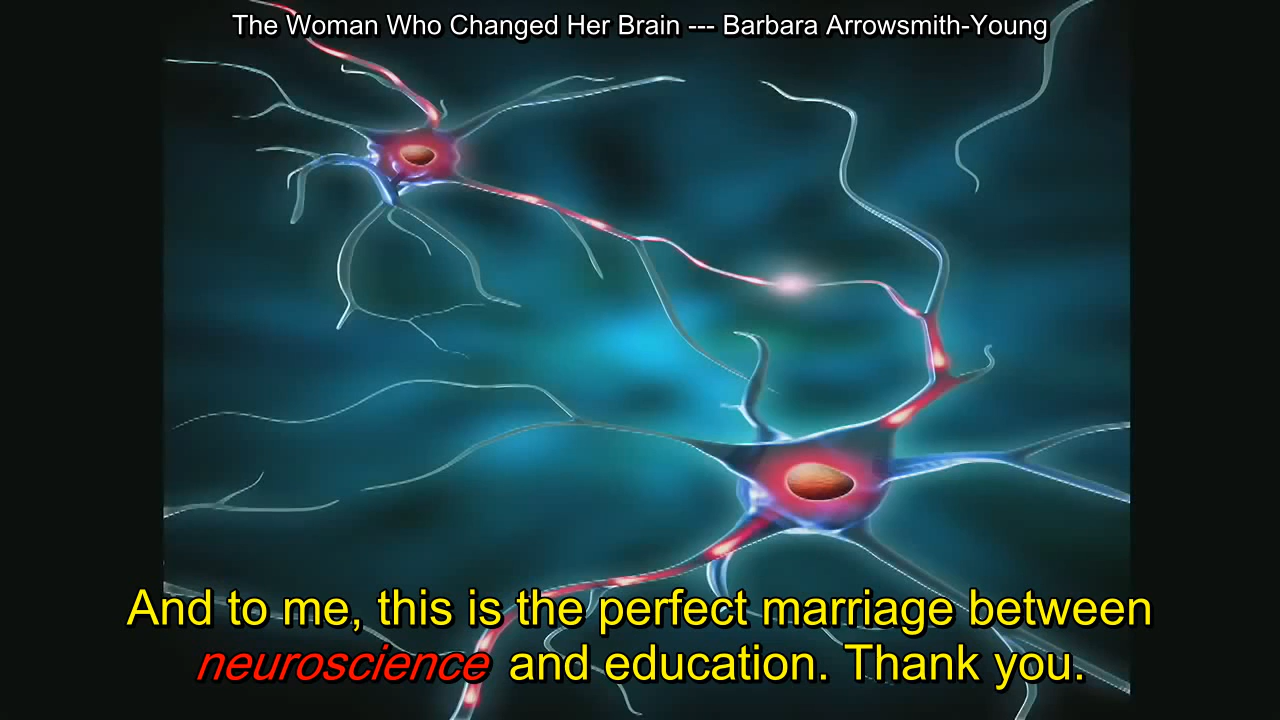 The Woman Who Changed Her Brain --- Barbara Arrowsmith-Young
And to me, this is the perfect marriage between
neuroscience and education. Thank you.